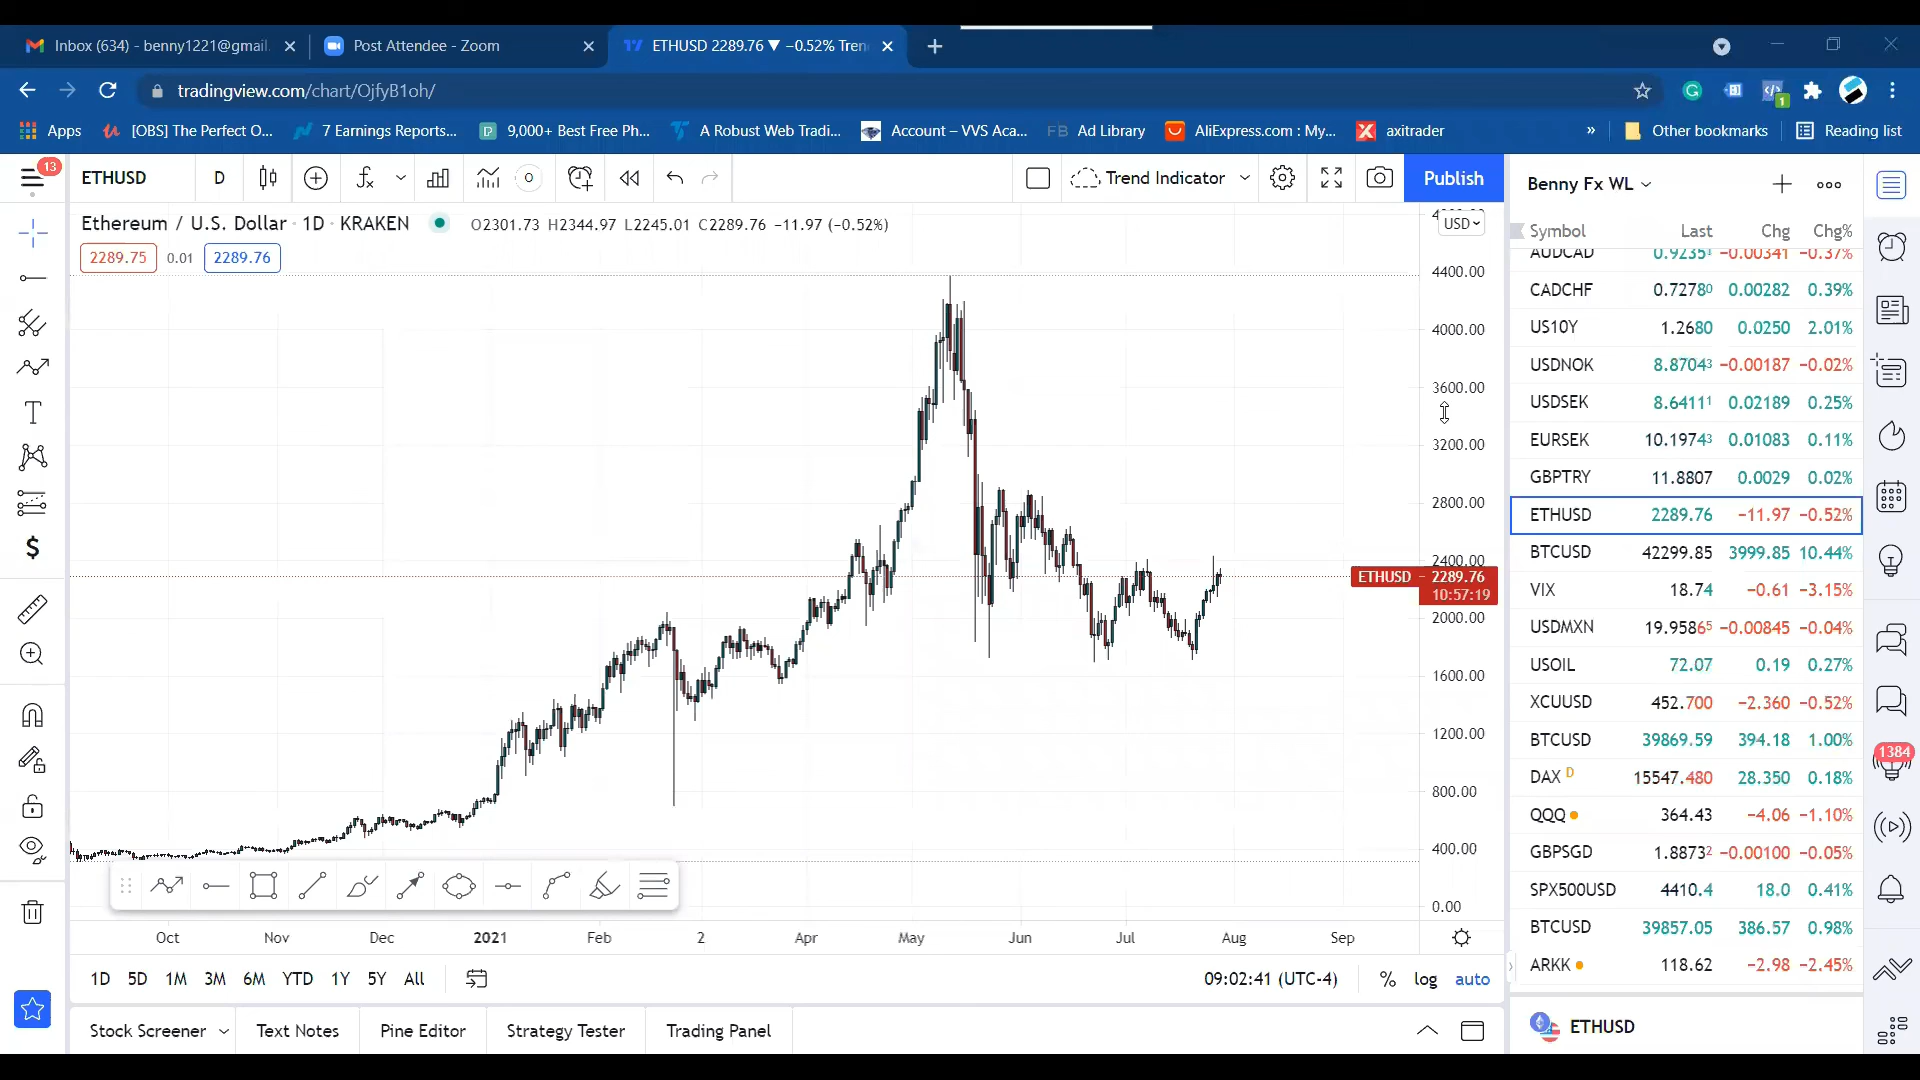 Inbox (634) - benny1221@gmail.
Post Attendee - Zoom
ETHUSD 2289.76 ▼ −0.52% Tren
tradingview.com/chart/OjfyB1oh/
1
Apps
[OBS] The Perfect O...
7 Earnings Reports...
9,000+ Best Free Ph...
A Robust Web Tradi...
Account – VVS Aca...
FB Ad Library
AliExpress.com : My...
axitrader
»
Other bookmarks
Reading list
13
ETHUSD
D
Trend Indicator
Publish
Ethereum / U.S. Dollar · 1D · KRAKEN
O2301.73 H2344.97 L2245.01 C2289.76 −11.97 (−0.52%)
2289.75
0.01
2289.76
USD
4400.00
4000.00
3600.00
3200.00
2800.00
2400.00
ETHUSD
2289.76
10:57:19
2000.00
1600.00
1200.00
800.00
400.00
0.00
Oct Nov Dec 2021 Feb 2 Apr May Jun Jul Aug Sep
1D 5D 1M 3M 6M YTD 1Y 5Y All
09:02:41 (UTC-4)
% log auto
Stock Screener
Text Notes
Pine Editor
Strategy Tester
Trading Panel
Benny Fx WL
Symbol Last Chg Chg%
AUDCAD 0.92351 −0.00341 −0.37%
CADCHF 0.72780 0.00282 0.39%
US10Y 1.2680 0.0250 2.01%
USDNOK 8.87043 −0.00187 −0.02%
USDSEK 8.64111 0.02189 0.25%
EURSEK 10.19743 0.01083 0.11%
GBPTRY 11.8807 0.0029 0.02%
ETHUSD 2289.76 −11.97 −0.52%
BTCUSD 42299.85 3999.85 10.44%
VIX 18.74 −0.61 −3.15%
USDMXN 19.95865 −0.00845 −0.04%
USOIL 72.07 0.19 0.27%
XCUUSD 452.700 −2.360 −0.52%
BTCUSD 39869.59 394.18 1.00%
DAX D 15547.480 28.350 0.18%
QQQ 364.43 −4.06 −1.10%
GBPSGD 1.88732 −0.00100 −0.05%
SPX500USD 4410.4 18.0 0.41%
BTCUSD 39857.05 386.57 0.98%
ARKK 118.62 −2.98 −2.45%
ETHUSD
1384